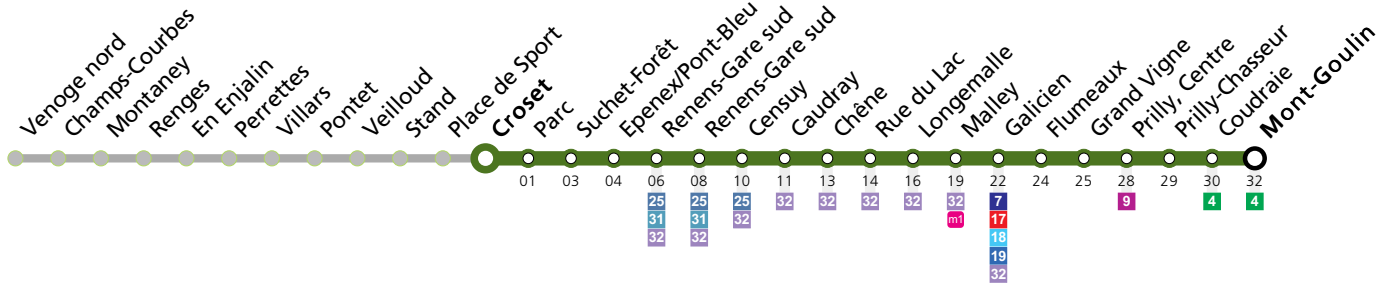 Venoge nord
Champs-Courbes
Montaney
Renges
En Enjalin
Perrettes
Villars
Pontet
Veilloud
Stand
Place de Sport
Croset
Parc
Suchet-Forêt
Epenex/Pont-Bleu
Renens-Gare sud
Renens-Gare sud
Censuy
Caudray
Chêne
Rue du Lac
Longemalle
Malley
Galicien
Flumeaux
Grand Vigne
Prilly, Centre
Prilly-Chasseur
Coudraie
Mont-Goulin
01 03 04 06 08 10 11 13 14 16 19 22 24 25 28 29 30 32
25 25 25 32 32 32 32 32 7 9 4 4
31 31 32 m1 17
32 32 18
19
32